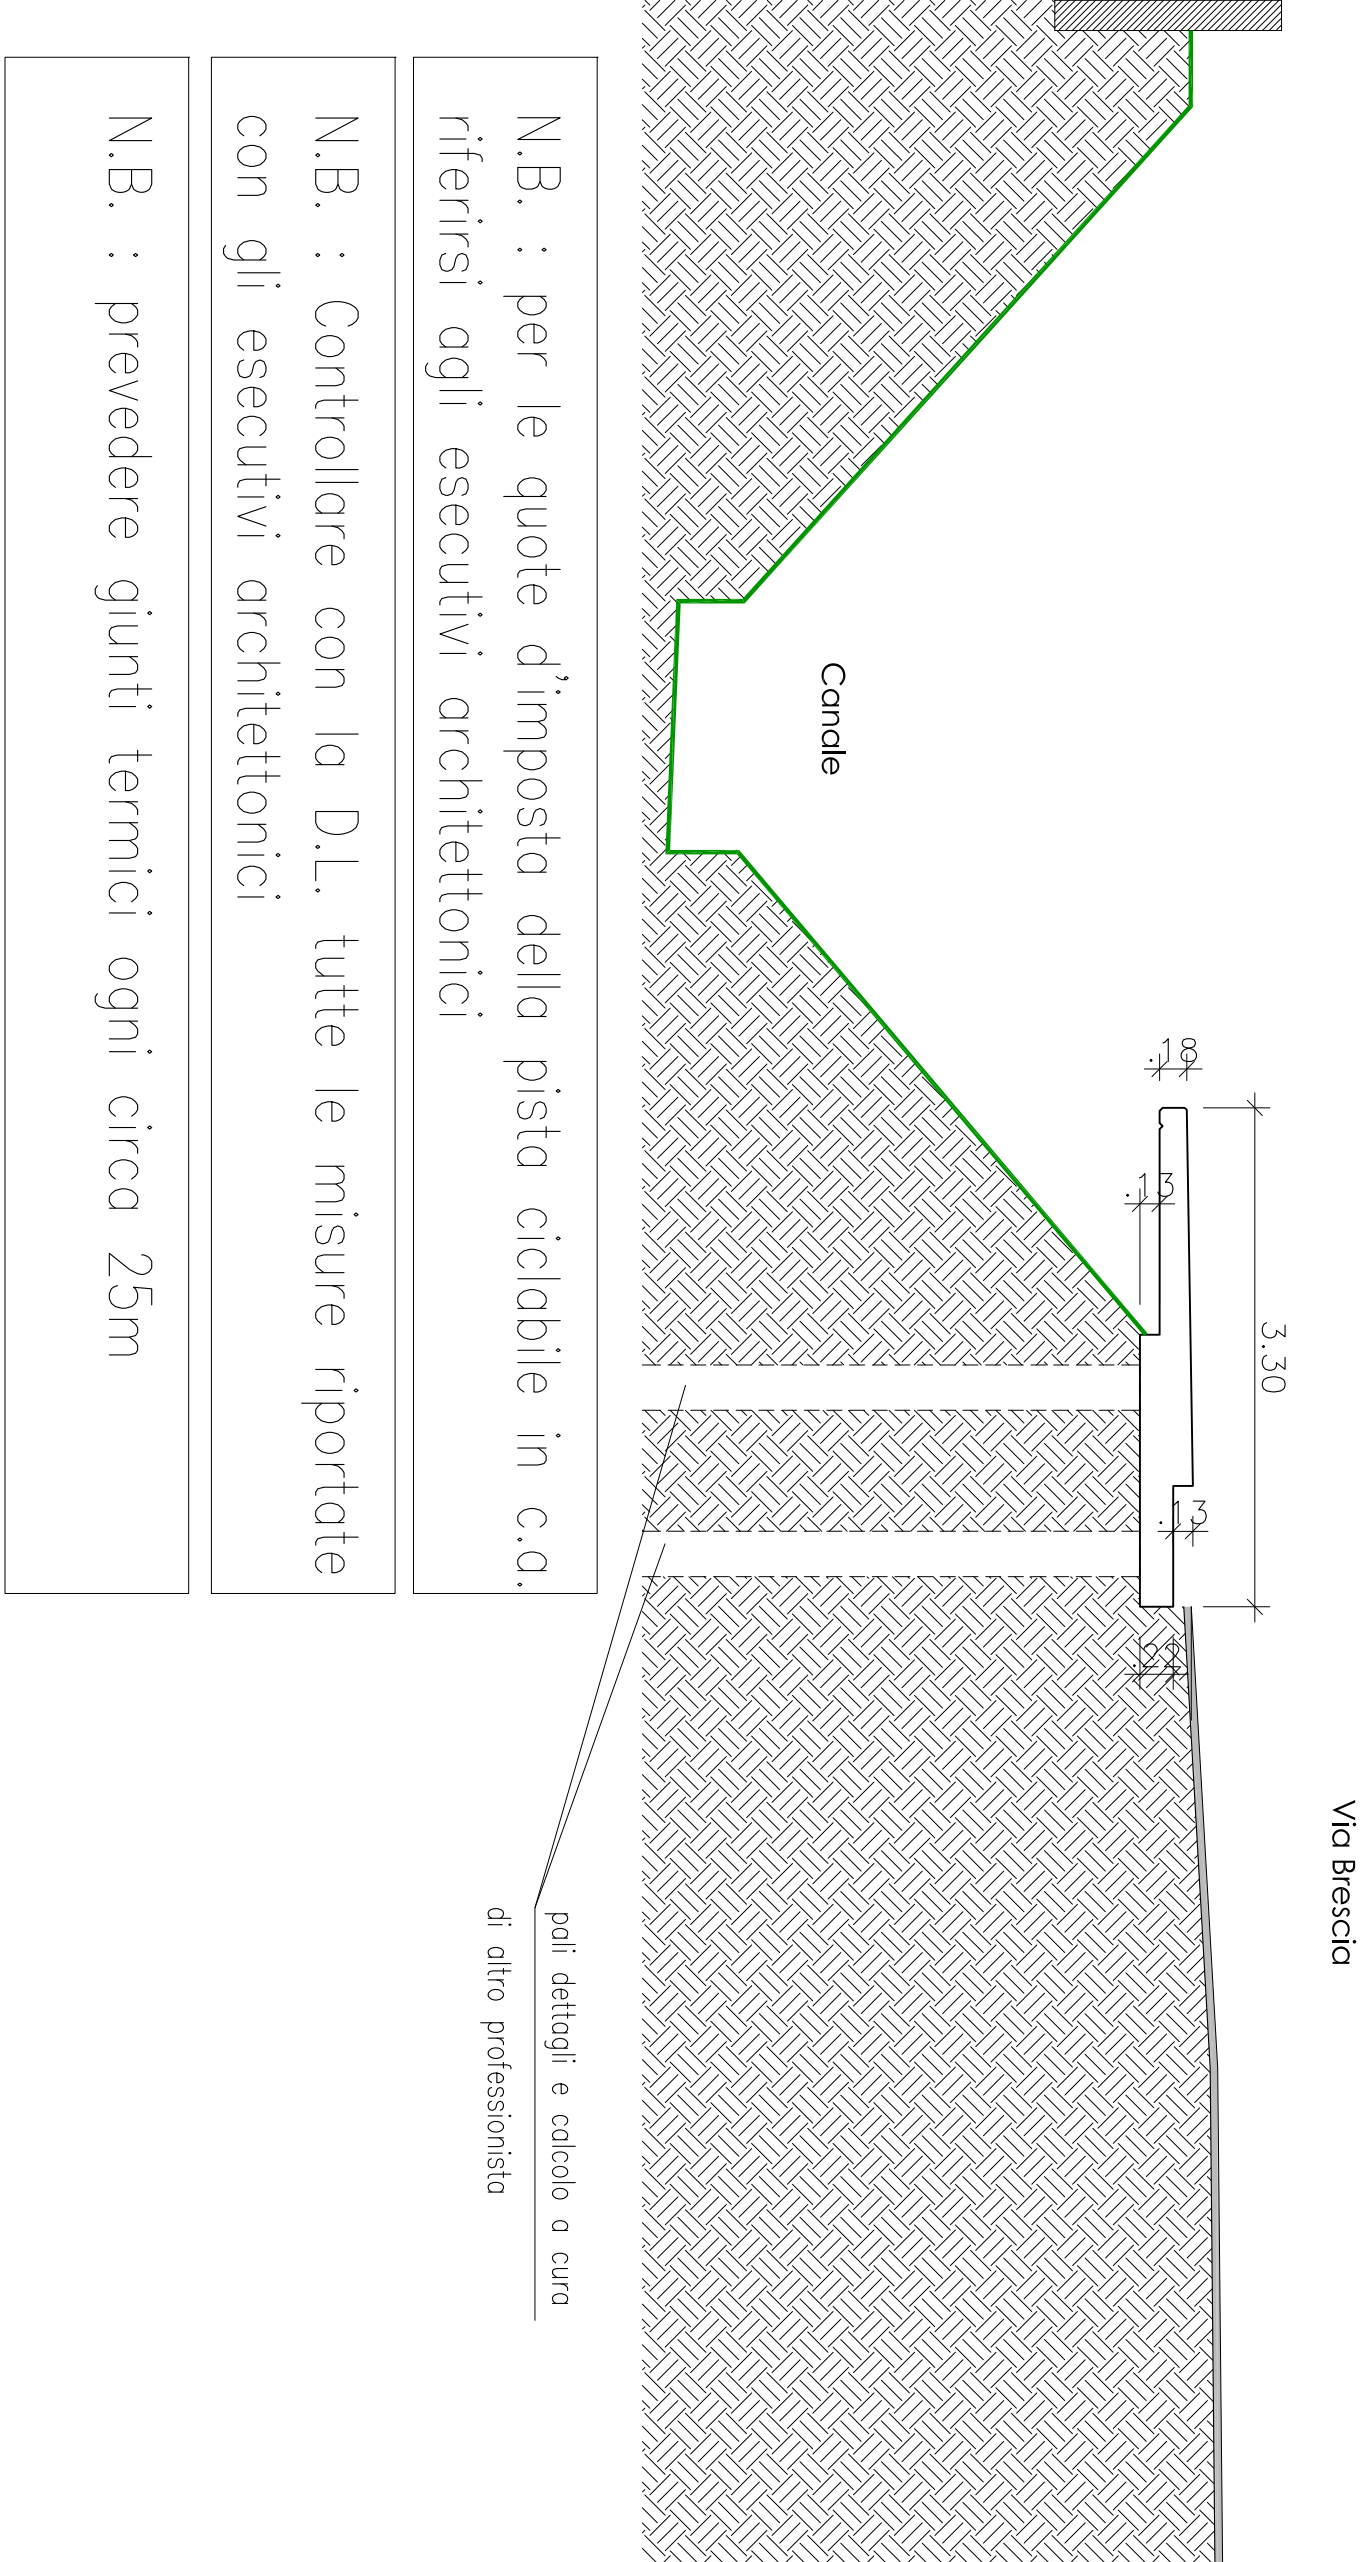 Via Brescia
3.30
.18
.13
.13
.22
Canale
pali dettagli e calcolo a cura
di altro professionista
N.B. : per le quote d'imposta della pista ciclabile in c.a.
riferirsi agli esecutivi architettonici
N.B. : Controllare con la D.L. tutte le misure riportate
con gli esecutivi architettonici
N.B. : prevedere giunti termici ogni circa 25m